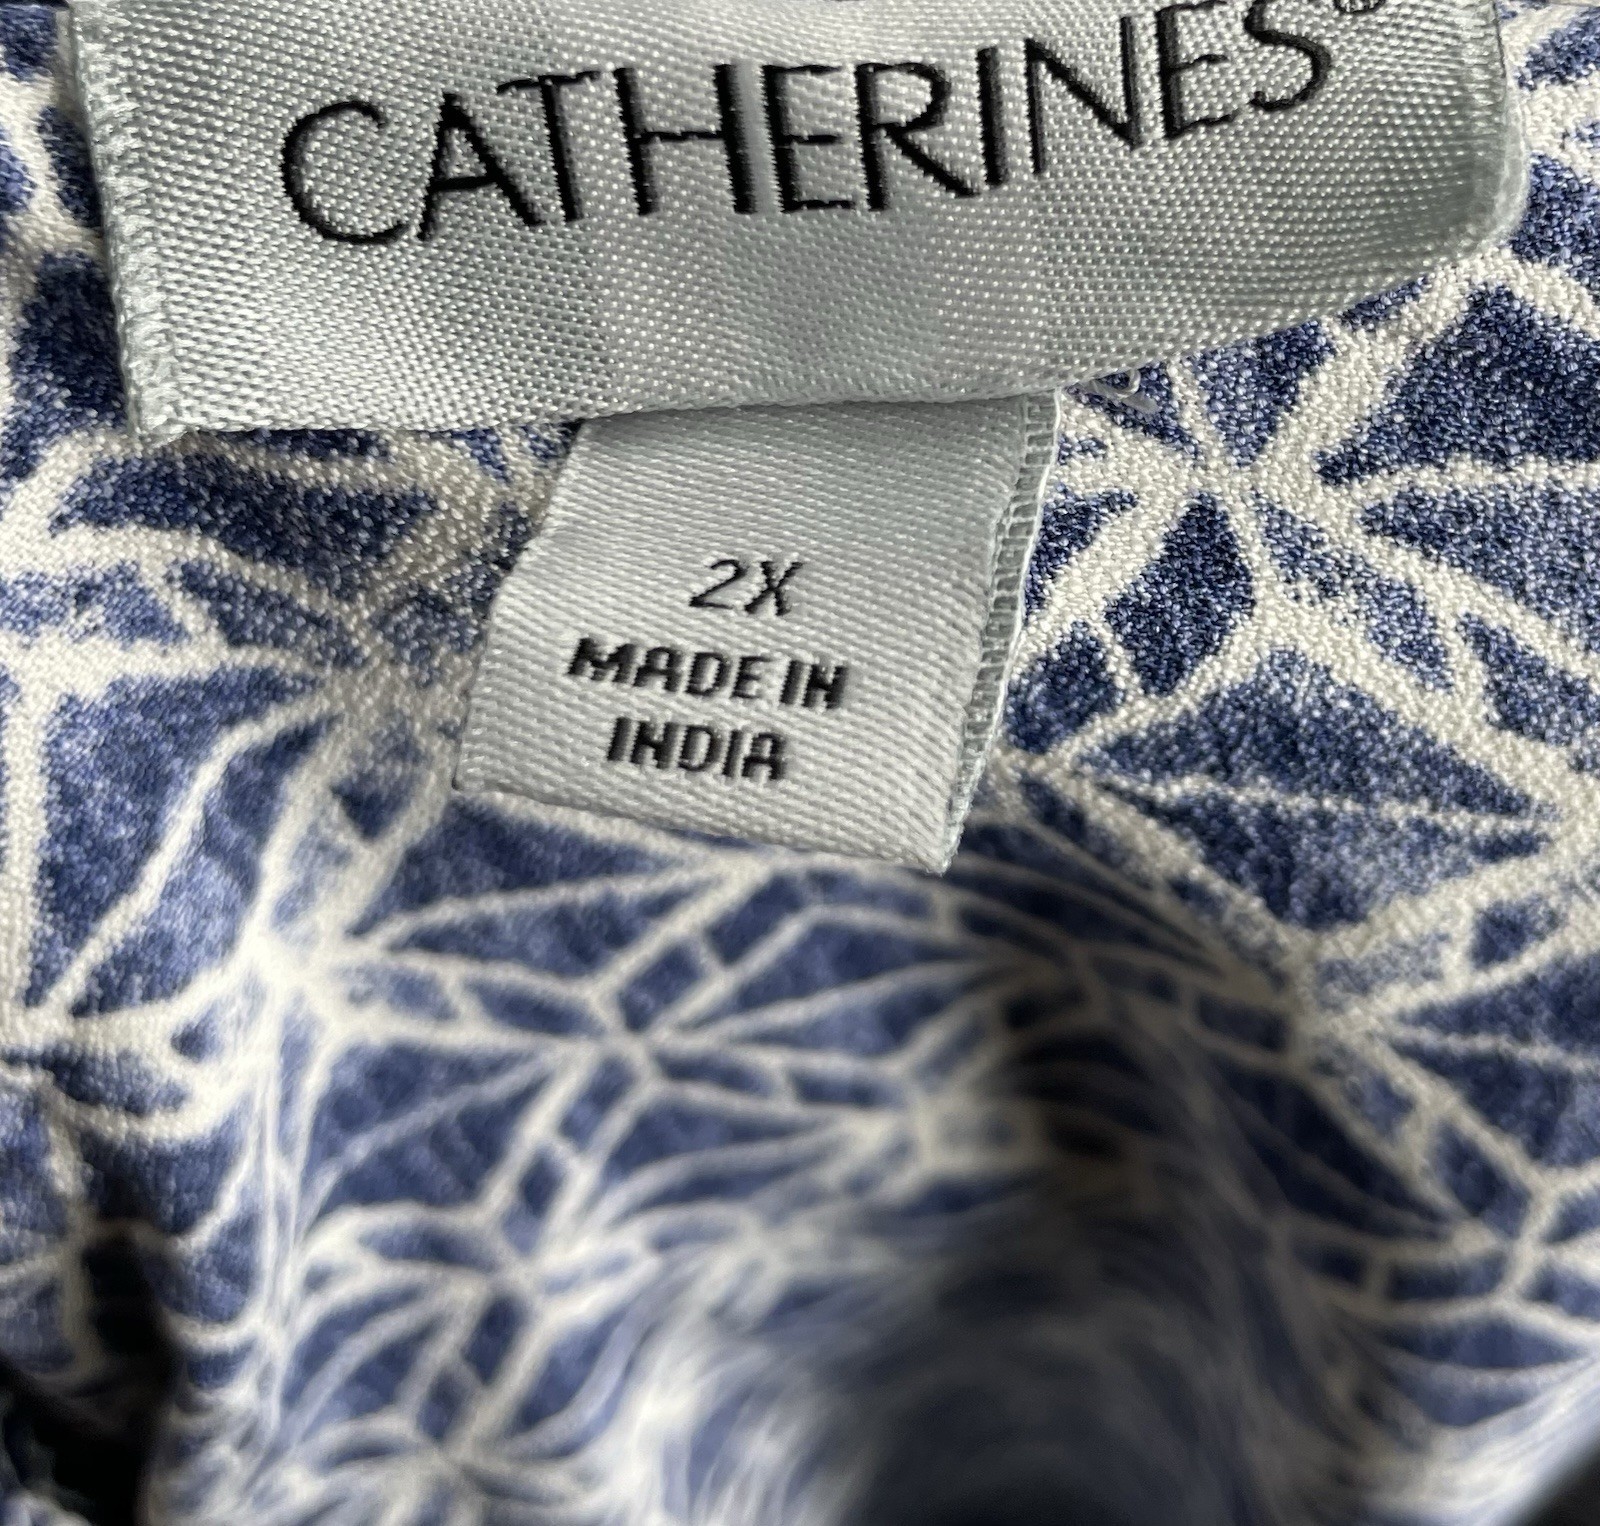 CATHERINES®
2X
MADE IN
INDIA